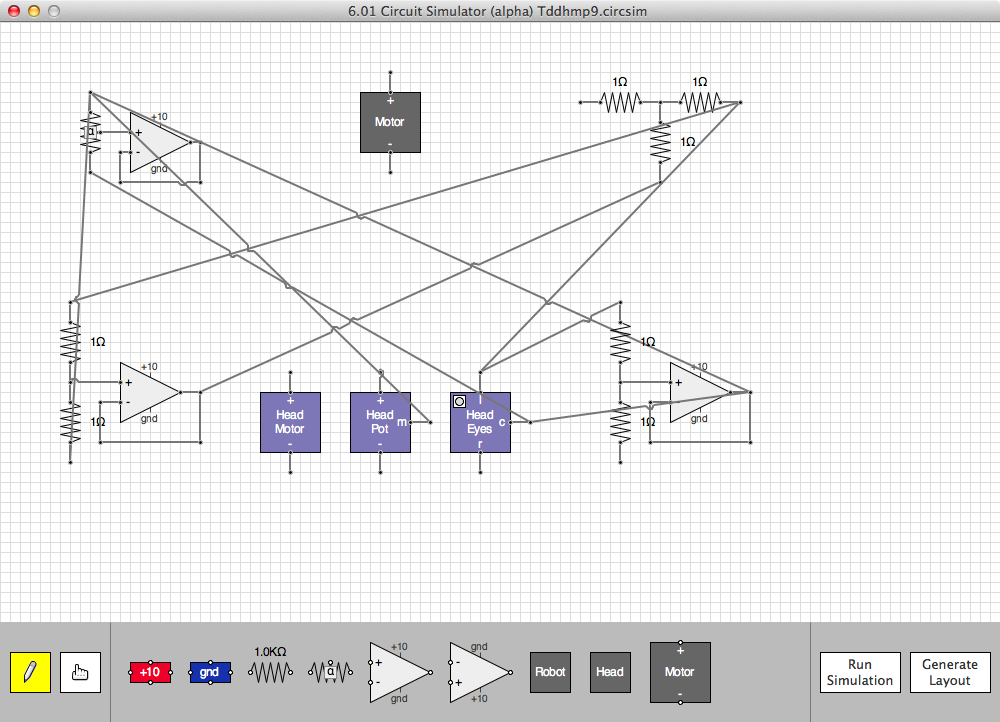 6.01 Circuit Simulator (alpha) Tddhmp9.circsim
1Ω
1Ω
+
Motor
-
+10
α
+
-
gnd
1Ω
1Ω
1Ω
+10
+
-
gnd
1Ω
+
Head
Motor
-
+
Head
Pot
m
-
l
Head
Eyes
c
r
1Ω
1Ω
+10
+
-
gnd
1.0KΩ
+10
gnd
α
+10
+
-
gnd
gnd
-
+
+10
Robot
Head
+
Motor
-
Run
Simulation
Generate
Layout